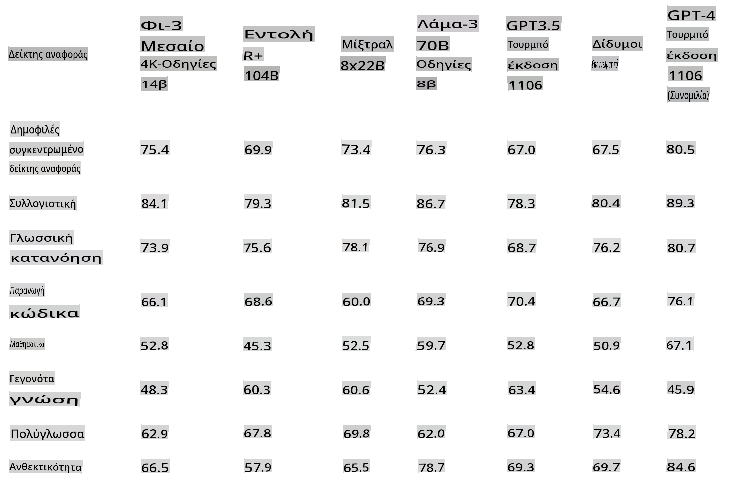 Δείκτης αναφοράς
Φι-3
Μεσαίο
4K-Οδηγίες
14β
Εντολή
R+
104B
Μίξτραλ
8x22B
Λάμα-3
70B
Οδηγίες
8β
GPT3.5
Τουρμπό
έκδοση
1106
Δίδυμοι
GPT-4
Τουρμπό
έκδοση
1106
(Συνομιλία)
Δημοφιλές
συγκεντρωμένο
δείκτης αναφοράς
75.4 69.9 73.4 76.3 67.0 67.5 80.5
Συλλογιστική 84.1 79.3 81.5 86.7 78.3 80.4 89.3
Γλωσσική
κατανόηση
73.9 75.6 78.1 76.9 68.7 76.2 80.7
Παραγωγή
κώδικα
66.1 68.6 60.0 69.3 70.4 66.7 76.1
Μαθηματικά 52.8 45.3 52.5 59.7 52.8 50.9 67.1
Γεγονότα
γνώση
48.3 60.3 60.6 52.4 63.4 54.6 45.9
Πολύγλωσσα 62.9 67.8 69.8 62.0 67.0 73.4 78.2
Ανθεκτικότητα 66.5 57.9 65.5 78.7 69.3 69.7 84.6